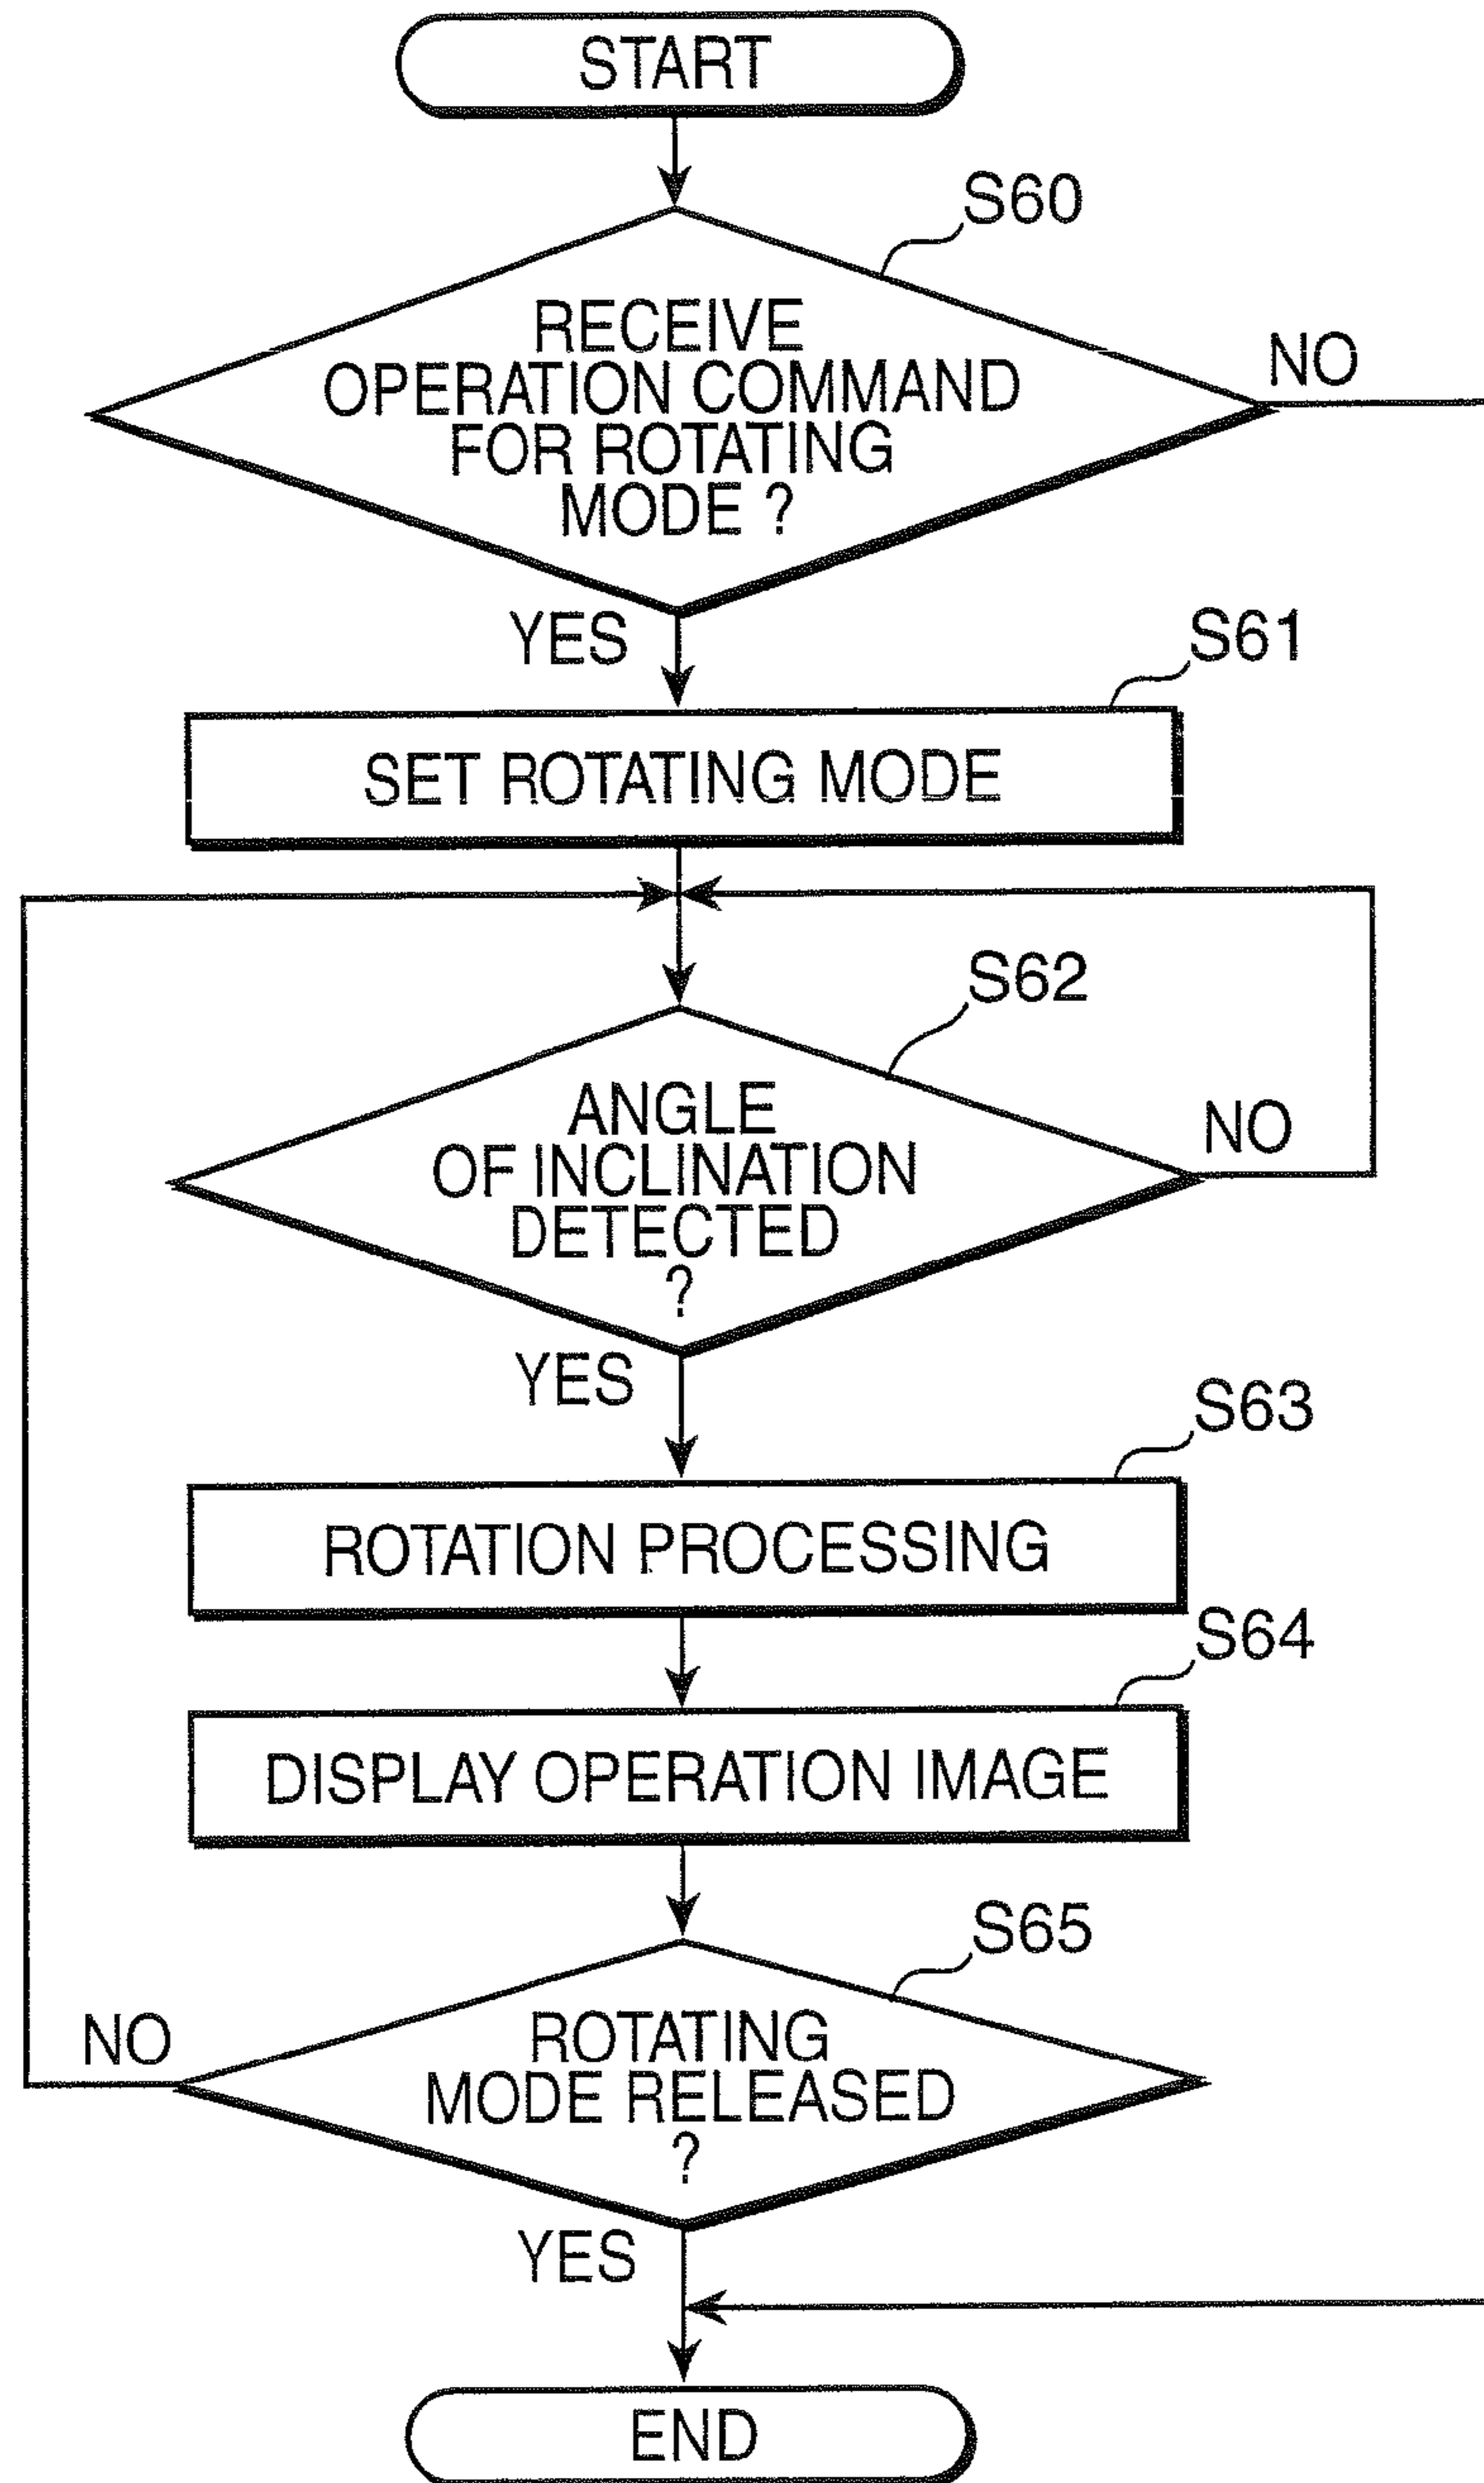 START
S60
RECEIVE
OPERATION COMMAND
FOR ROTATING
MODE ?
NO
YES
S61
SET ROTATING MODE
S62
ANGLE
OF INCLINATION
DETECTED
?
NO
YES
S63
ROTATION PROCESSING
S64
DISPLAY OPERATION IMAGE
S65
ROTATING
MODE RELEASED
?
NO
YES
END